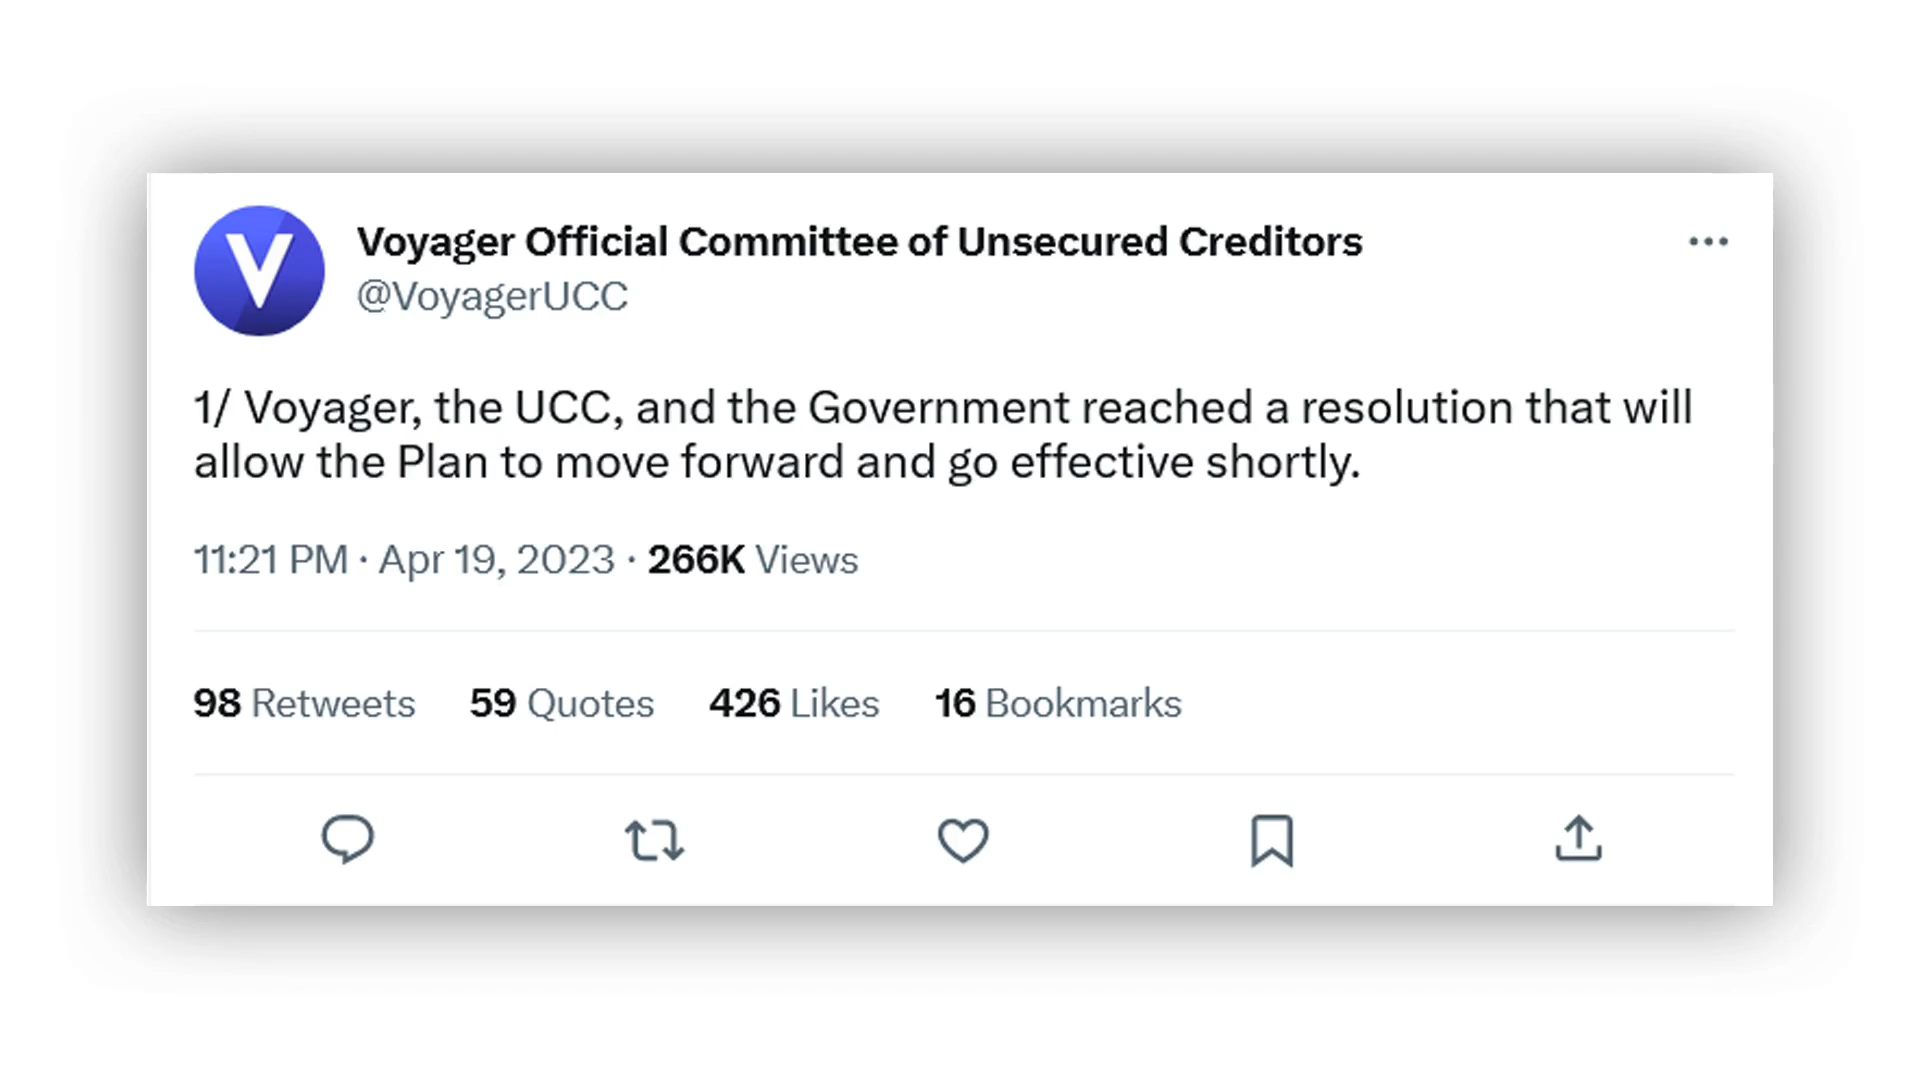 V
Voyager Official Committee of Unsecured Creditors
@VoyagerUCC
1/ Voyager, the UCC, and the Government reached a resolution that will
allow the Plan to move forward and go effective shortly.
11:21 PM · Apr 19, 2023 · 266K Views
98 Retweets 59 Quotes 426 Likes 16 Bookmarks